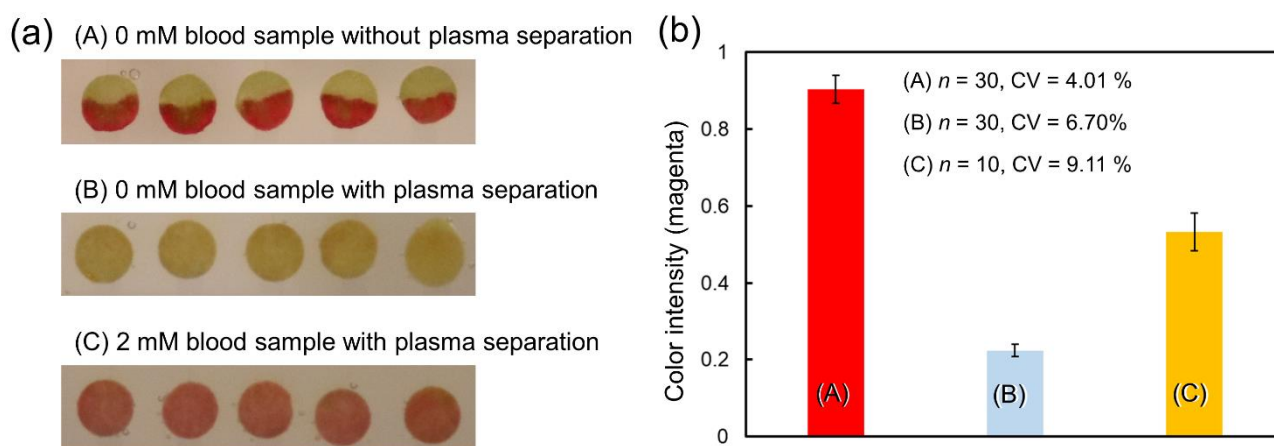 (a)
(A) 0 mM blood sample without plasma separation
(B) 0 mM blood sample with plasma separation
(C) 2 mM blood sample with plasma separation
(b)
Color intensity (magenta)
1
0.8
0.6
0.4
0.2
0
(A) n = 30, CV = 4.01 %
(B) n = 30, CV = 6.70%
(C) n = 10, CV = 9.11 %
(A)
(B)
(C)